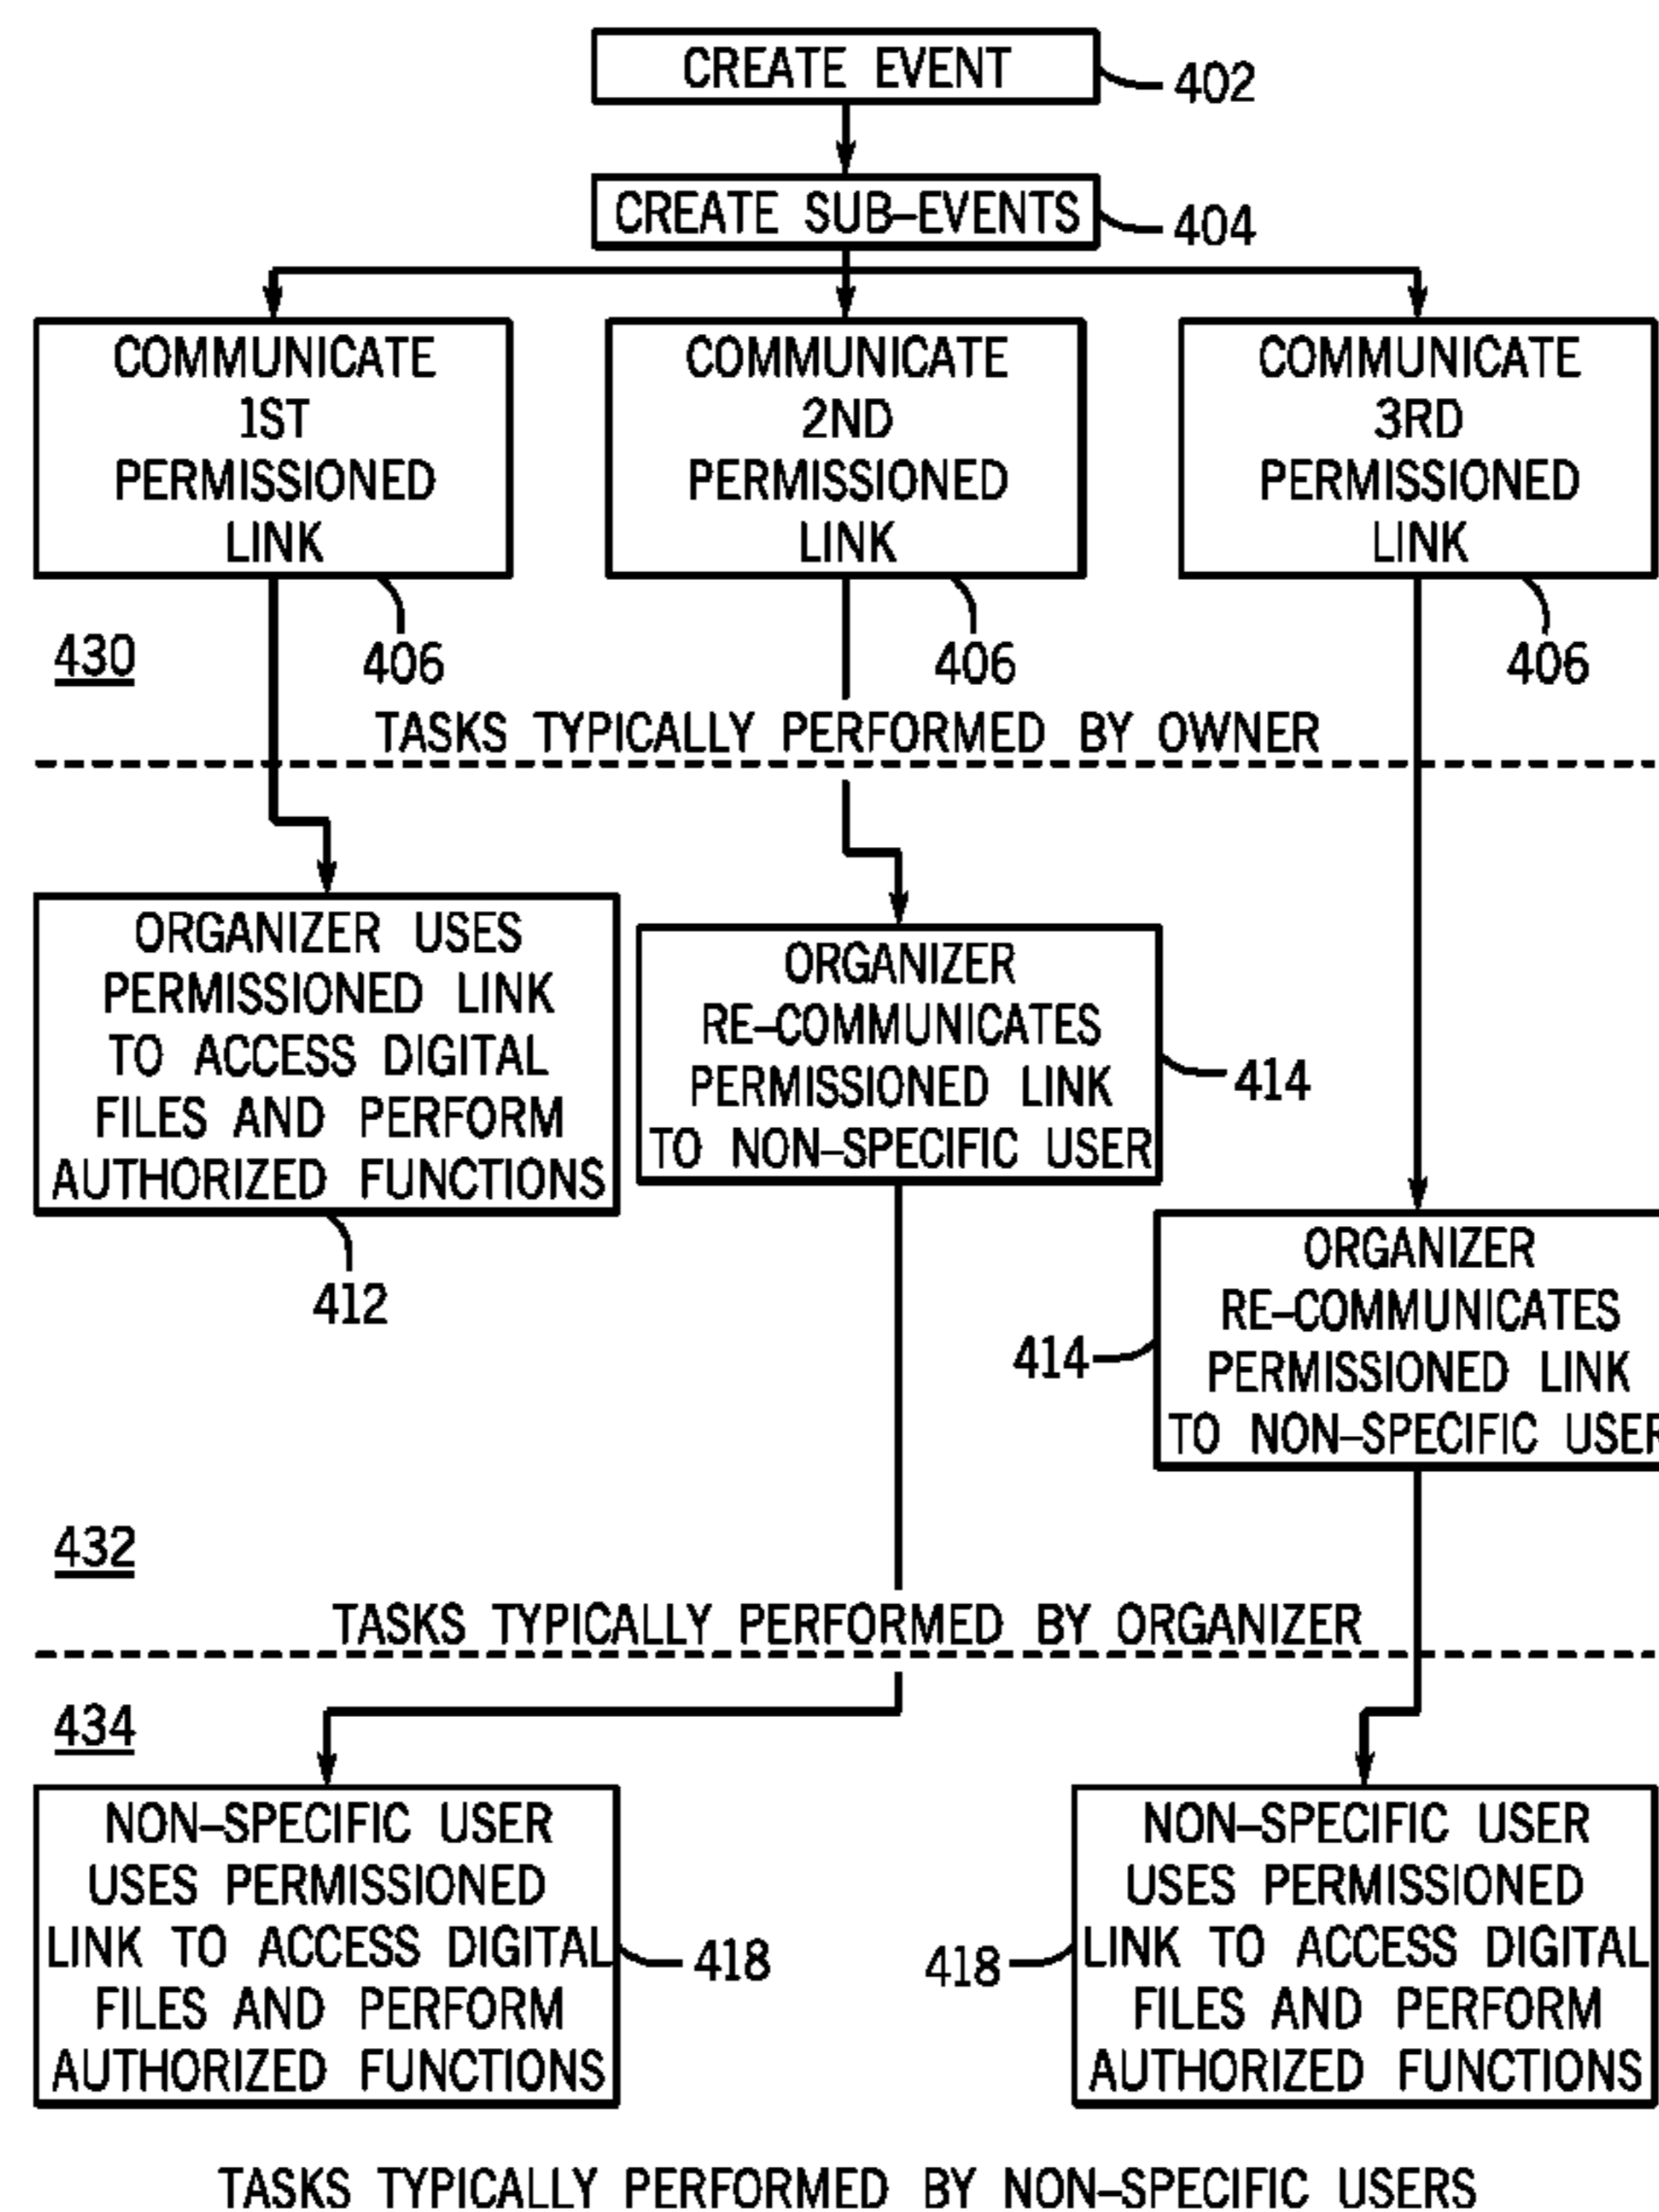 CREATE EVENT
402
CREATE SUB-EVENTS
404
COMMUNICATE
1ST
PERMISSIONED
LINK
COMMUNICATE
2ND
PERMISSIONED
LINK
COMMUNICATE
3RD
PERMISSIONED
LINK
430
406
406
406
TASKS TYPICALLY PERFORMED BY OWNER
ORGANIZER USES
PERMISSIONED LINK
TO ACCESS DIGITAL
FILES AND PERFORM
AUTHORIZED FUNCTIONS
412
ORGANIZER
RE-COMMUNICATES
PERMISSIONED LINK
TO NON-SPECIFIC USER
414
ORGANIZER
RE-COMMUNICATES
PERMISSIONED LINK
TO NON-SPECIFIC USER
414
432
TASKS TYPICALLY PERFORMED BY ORGANIZER
434
NON-SPECIFIC USER
USES PERMISSIONED
LINK TO ACCESS DIGITAL
FILES AND PERFORM
AUTHORIZED FUNCTIONS
418
418
NON-SPECIFIC USER
USES PERMISSIONED
LINK TO ACCESS DIGITAL
FILES AND PERFORM
AUTHORIZED FUNCTIONS
TASKS TYPICALLY PERFORMED BY NON-SPECIFIC USERS